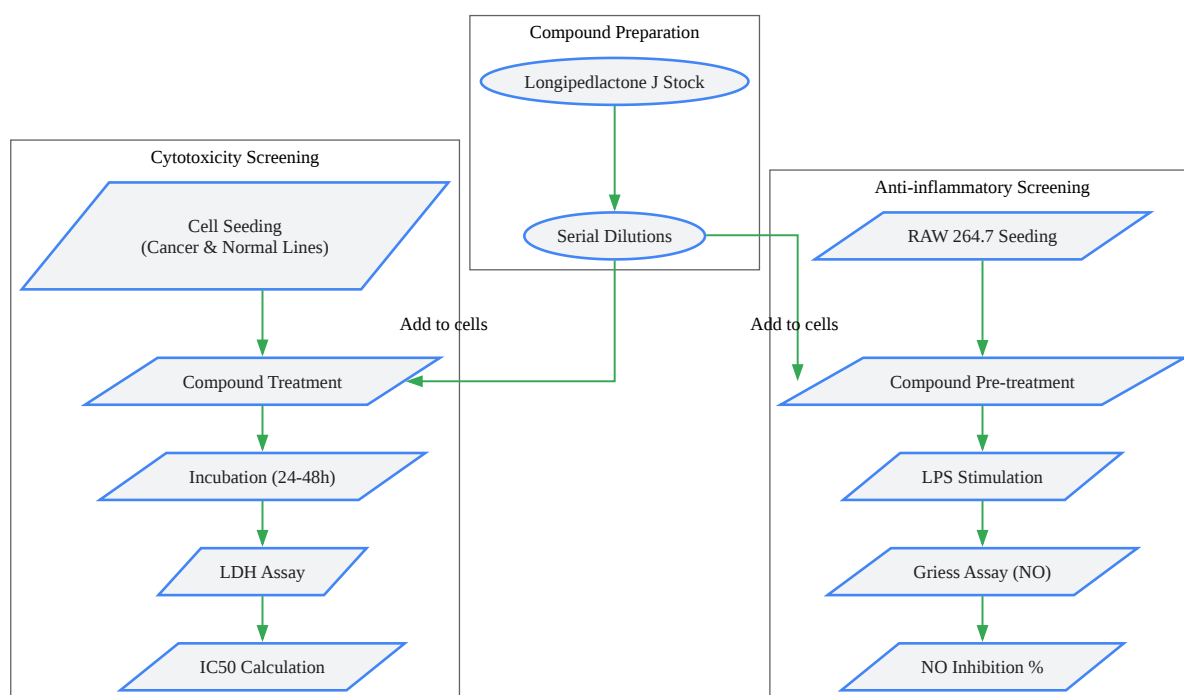 Compound Preparation
Longipedlactone J Stock
Serial Dilutions
Cytotoxicity Screening
Cell Seeding
(Cancer & Normal Lines)
Add to cells
Compound Treatment
Incubation (24-48h)
LDH Assay
IC50 Calculation
Anti-inflammatory Screening
RAW 264.7 Seeding
Add to cells
Compound Pre-treatment
LPS Stimulation
Griess Assay (NO)
NO Inhibition %